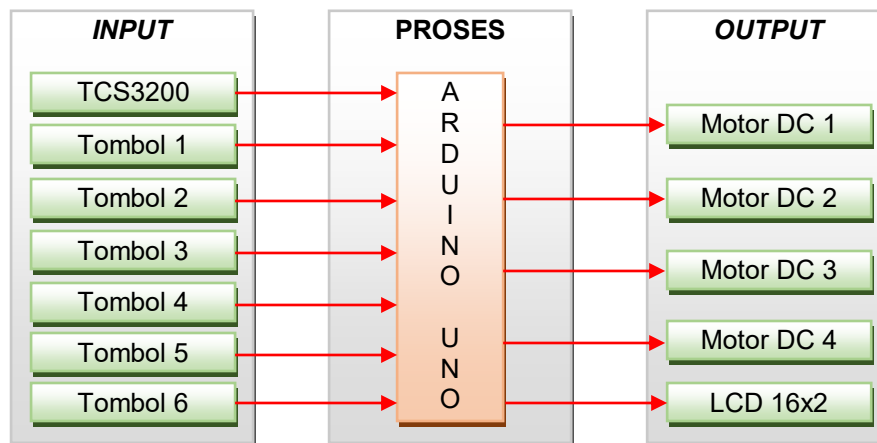 INPUT
TCS3200
Tombol 1
Tombol 2
Tombol 3
Tombol 4
Tombol 5
Tombol 6
PROSES
A
R
D
U
I
N
O
U
N
O
OUTPUT
Motor DC 1
Motor DC 2
Motor DC 3
Motor DC 4
LCD 16x2